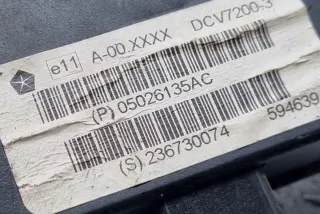 e11 A-00.XXXX DCV7200-3
(P) 05026135AC
(S) 236730074 594639